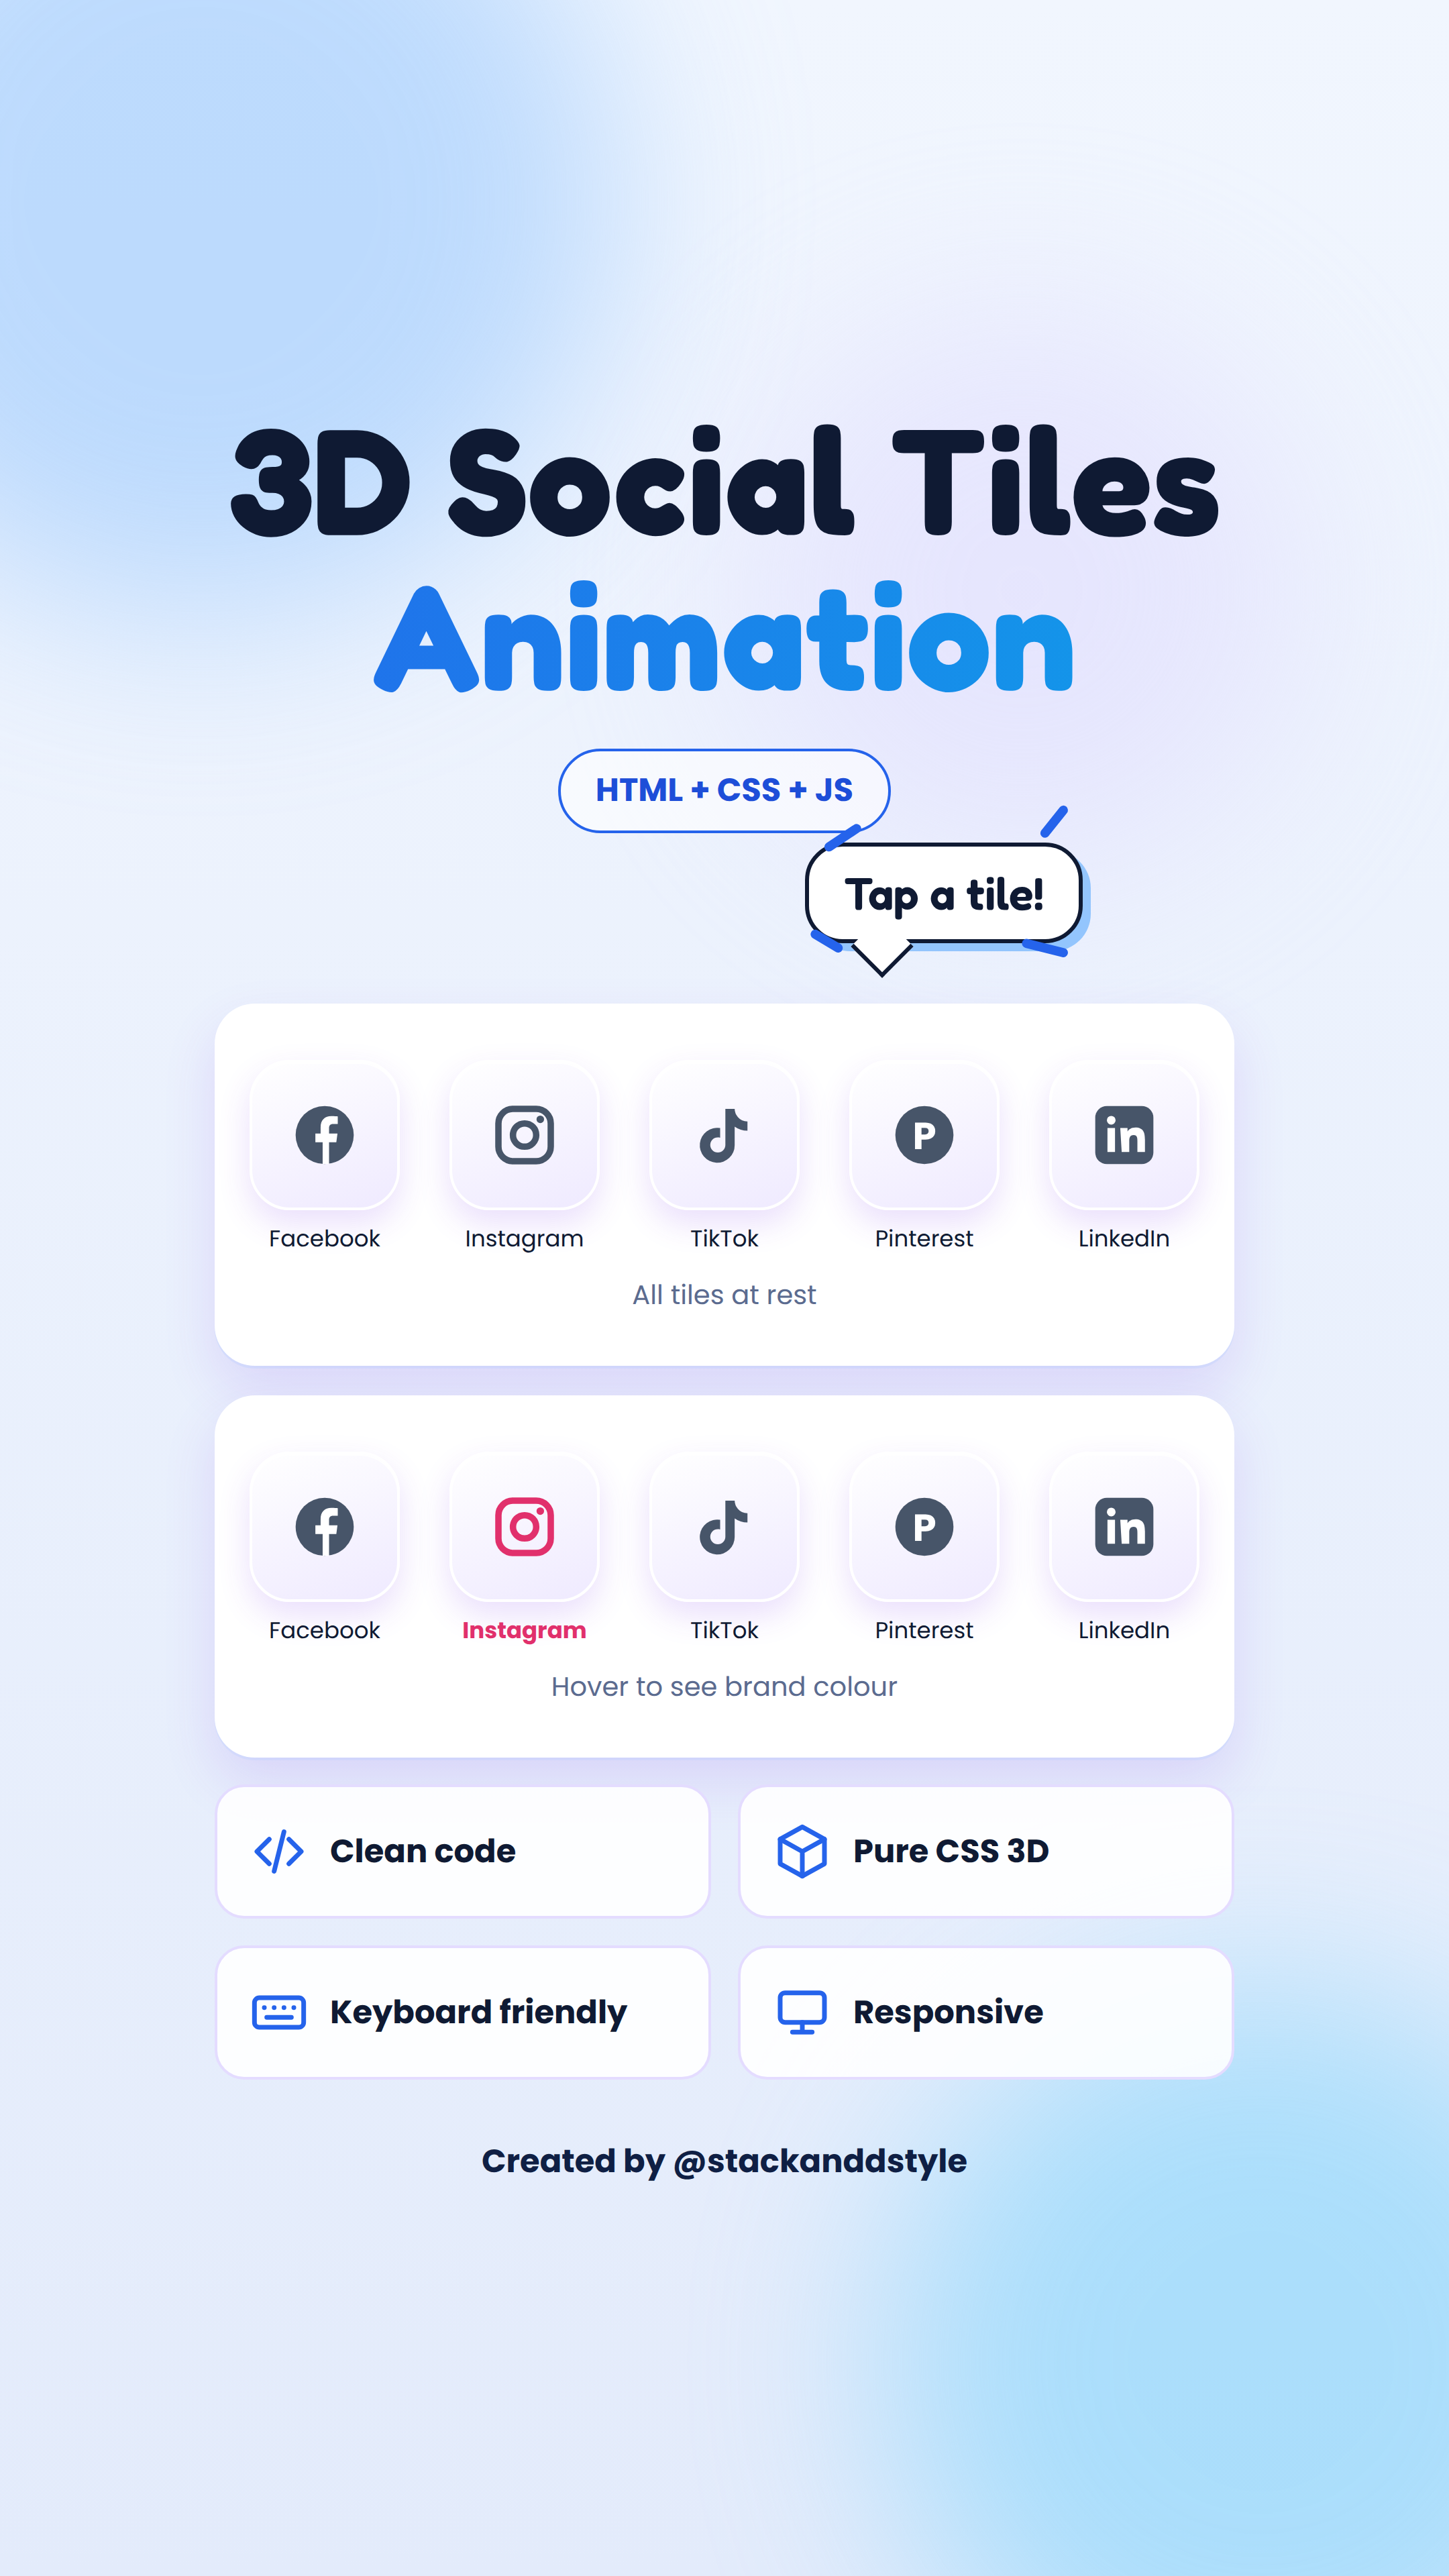 3D Social Tiles
Animation
HTML + CSS + JS
Tap a tile!
Facebook Instagram TikTok Pinterest LinkedIn
All tiles at rest
Facebook Instagram TikTok Pinterest LinkedIn
Hover to see brand colour
Clean code
Pure CSS 3D
Keyboard friendly
Responsive
Created by @stackanddstyle